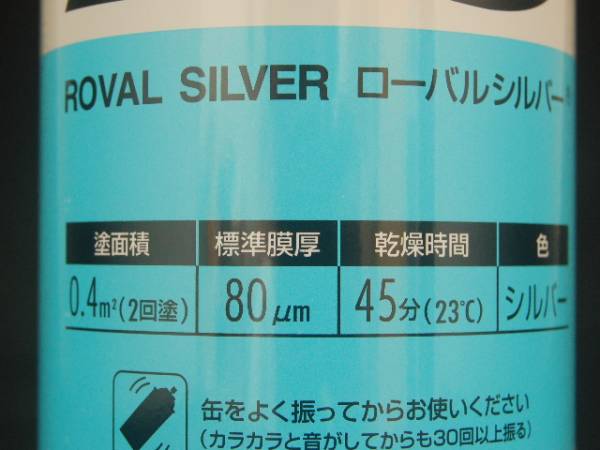 ROVAL SILVER ローバルシルバー
塗面積 標準膜厚 乾燥時間 色
0.4m²(2回塗) 80μm 45分(23℃) シルバー
缶をよく振ってからお使いください
(カラカラと音がしてからも30回以上振る)